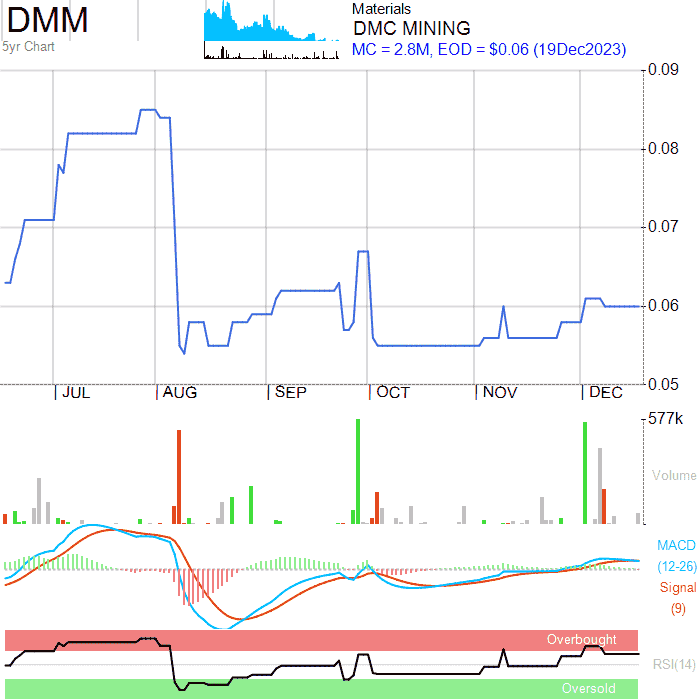 DMM
5yr Chart
Materials
DMC MINING
MC = 2.8M, EOD = $0.06 (19Dec2023)
0.09
0.08
0.07
0.06
0.05
JUL AUG SEP OCT NOV DEC
577k
Volume
MACD
(12-26)
Signal
(9)
Overbought
RSI(14)
Oversold